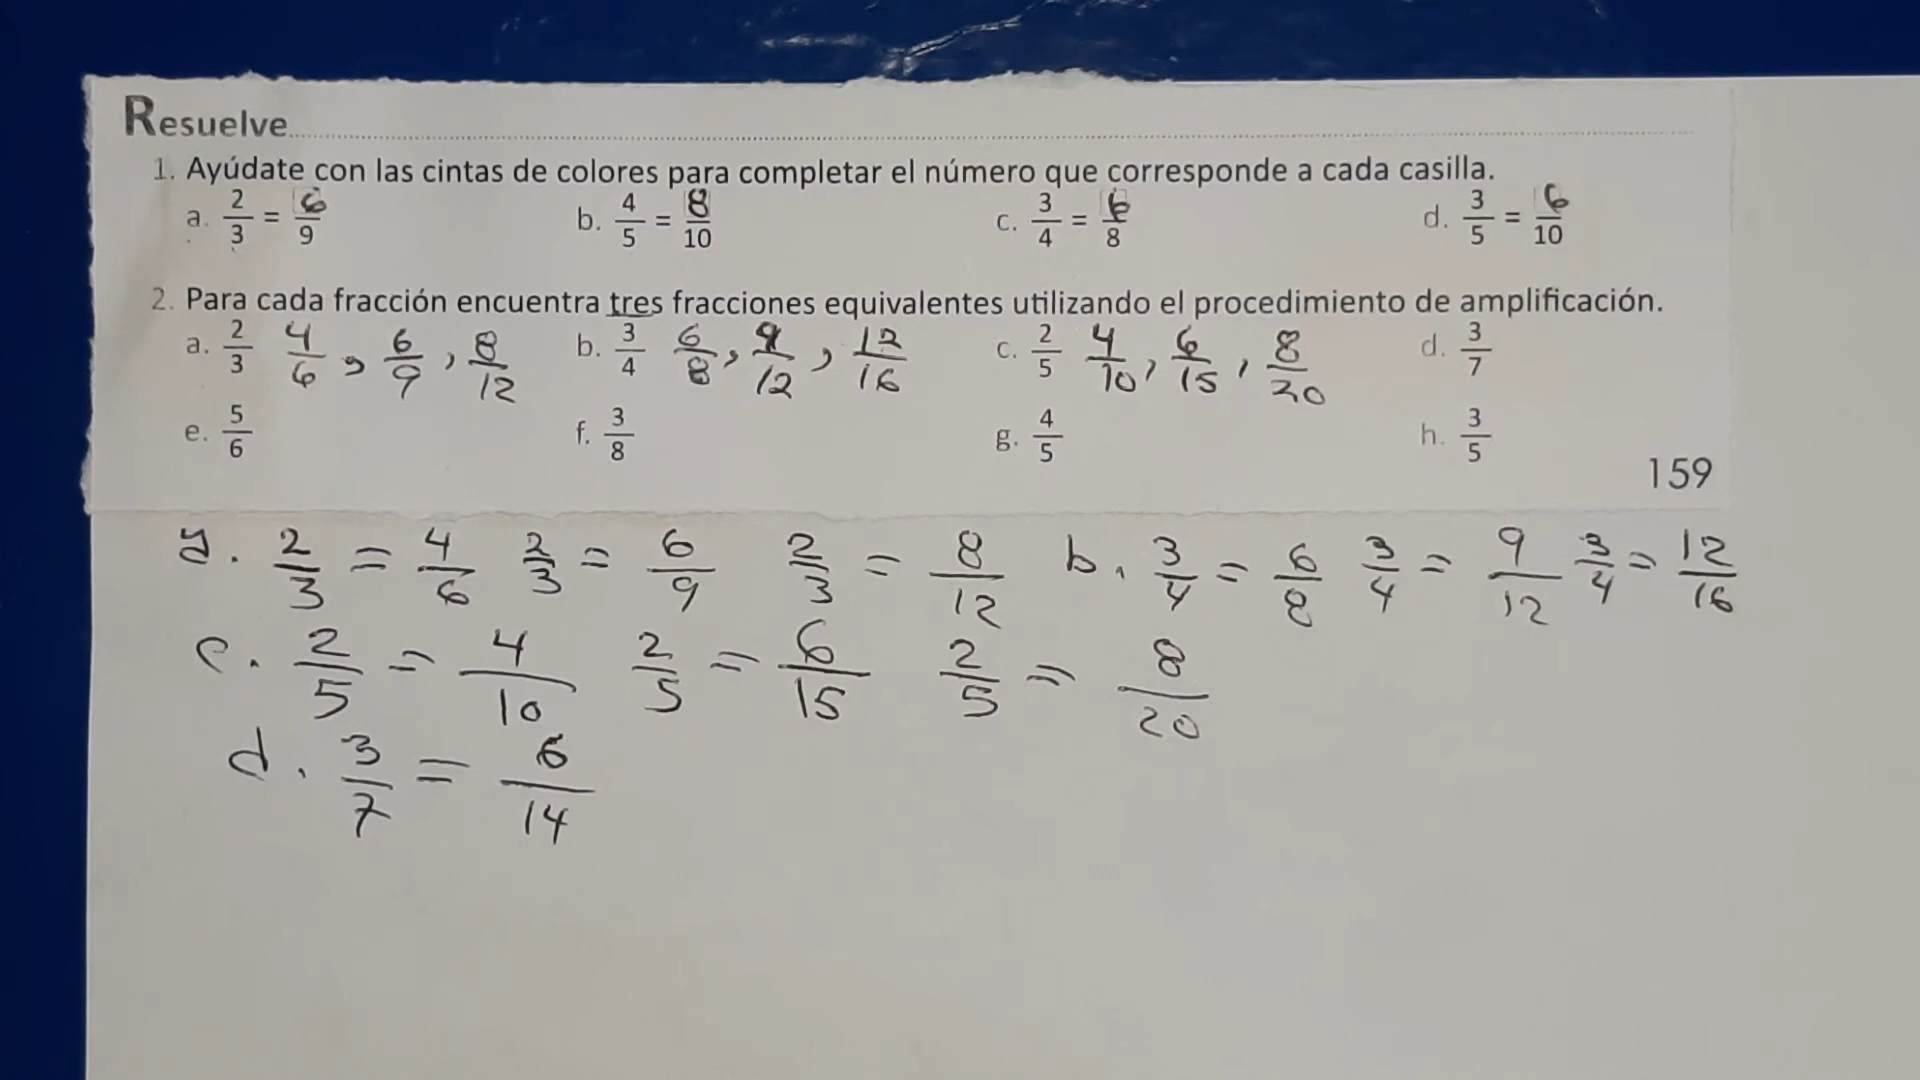 Resuelve
1. Ayúdate con las cintas de colores para completar el número que corresponde a cada casilla.
a. 2/3 = 6/9 b. 4/5 = 8/10 c. 3/4 = 6/8 d. 3/5 = 6/10
2. Para cada fracción encuentra tres fracciones equivalentes utilizando el procedimiento de amplificación.
a. 2/3 4/6, 6/9, 8/12 b. 3/4 6/8, 9/12, 12/16 c. 2/5 4/10, 6/15, 8/20 d. 3/7
e. 5/6 f. 3/8 g. 4/5 h. 3/5
159
a. 2/3 = 4/6 2/3 = 6/9 2/3 = 8/12 b. 3/4 = 6/8 3/4 = 9/12 3/4 = 12/16
c. 2/5 = 4/10 2/5 = 6/15 2/5 = 8/20
d. 3/7 = 6/14